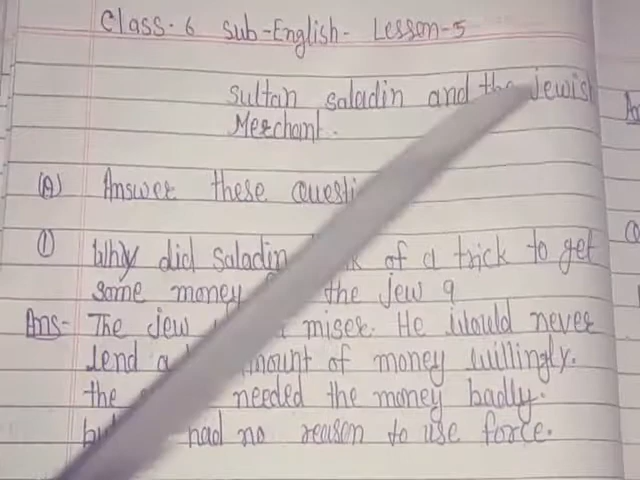 Class-6 Sub-English- Lesson-5
Sultan saladin and the Jewish
Merchant.
(A) Answer these questi
(1) Why did saladin of a trick to get
some money the Jew ?
Ans- The Jew miser. He would never
lend a amount of money willingly.
the needed the money badly.
had no reason to use force.